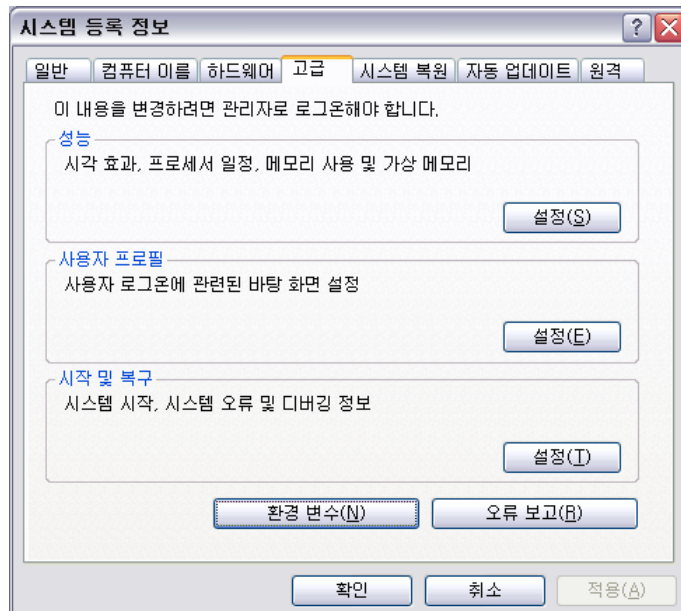 시스템 등록 정보
일반 컴퓨터 이름 하드웨어 고급 시스템 복원 자동 업데이트 원격
이 내용을 변경하려면 관리자로 로그온해야 합니다.
성능
시각 효과, 프로세서 일정, 메모리 사용 및 가상 메모리
설정(S)
사용자 프로필
사용자 로그온에 관련된 바탕 화면 설정
설정(E)
시작 및 복구
시스템 시작, 시스템 오류 및 디버깅 정보
설정(T)
환경 변수(N) 오류 보고(R)
확인 취소 적용(A)